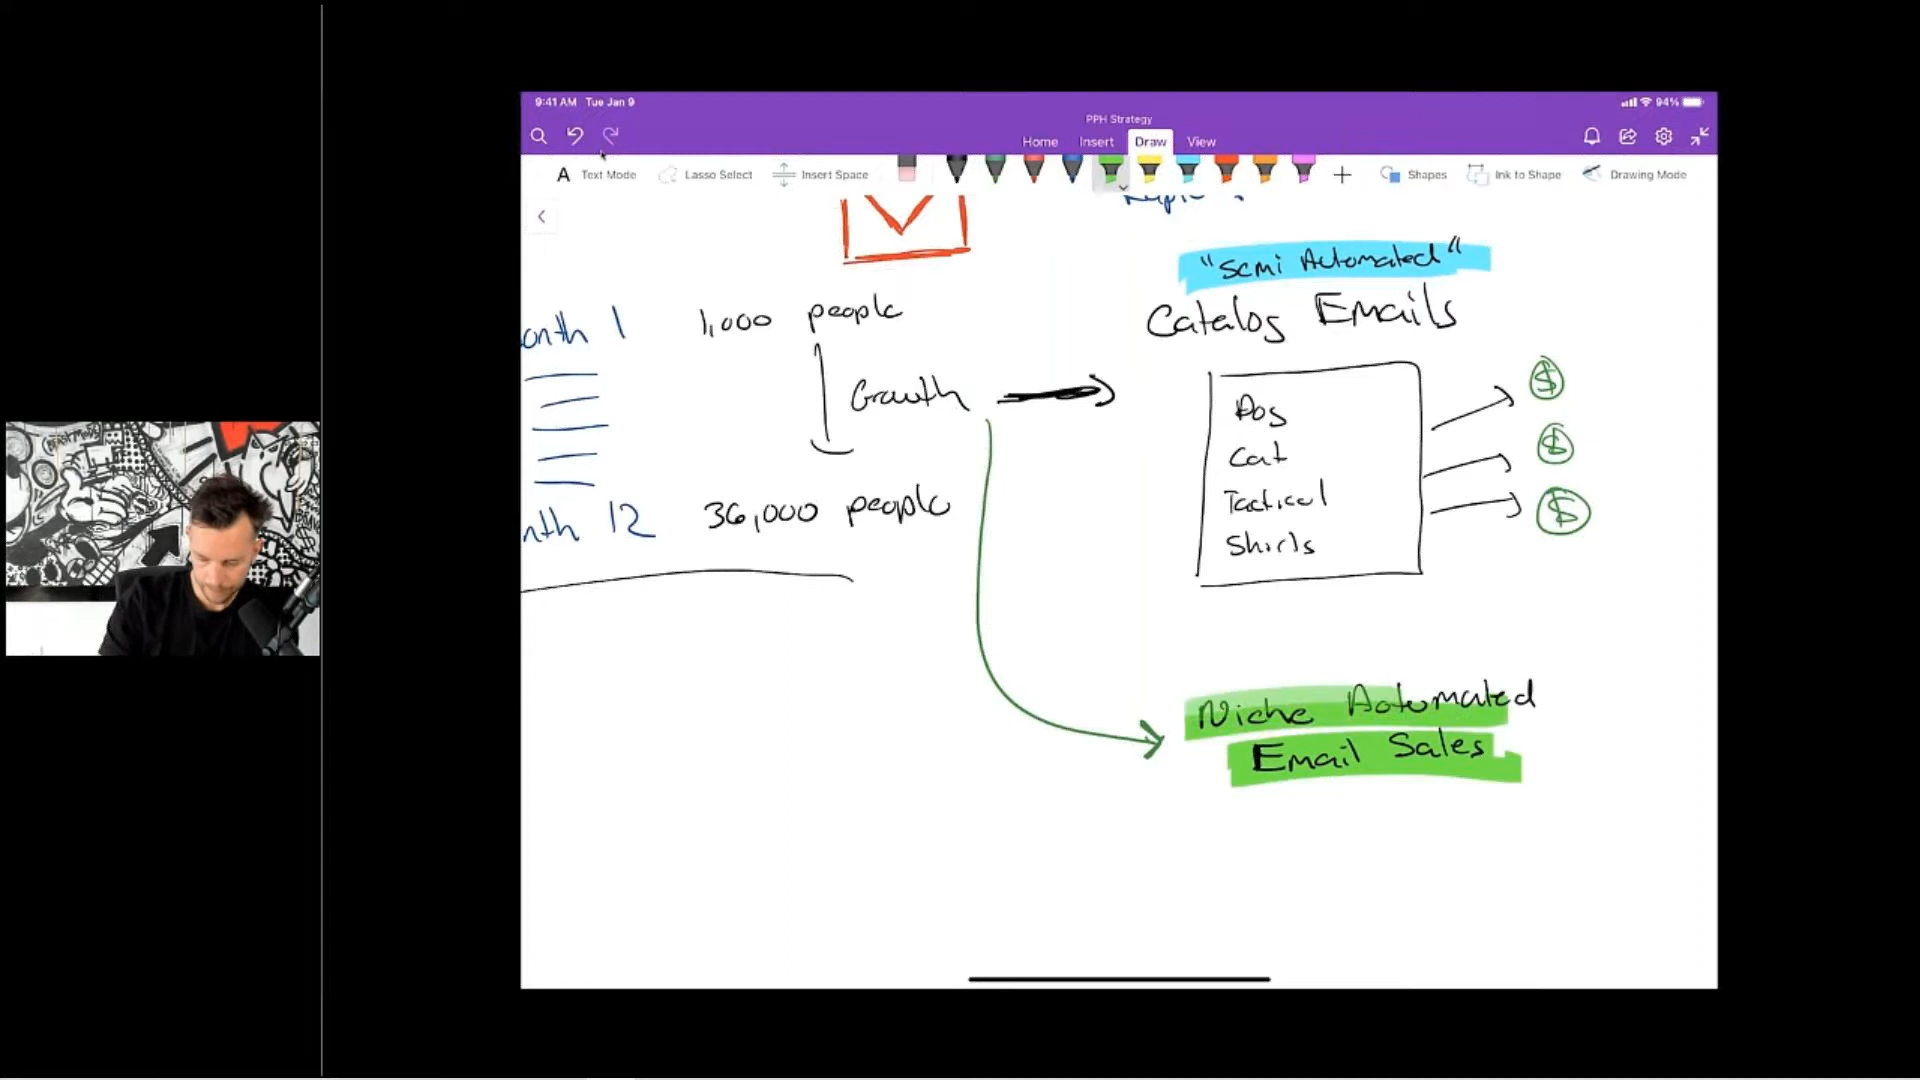 9:41 AM Tue Jan 9
94%
PPH Strategy
Home Insert Draw View
A Text Mode Lasso Select Insert Space Shapes Ink to Shape Drawing Mode
"Semi Automated"
Catalog Emails
onth 1 1,000 people
Growth
Dog
Cat
Tactical
Shirts
$
$
$
nth 12 36,000 people
Niche Automated
Email Sales